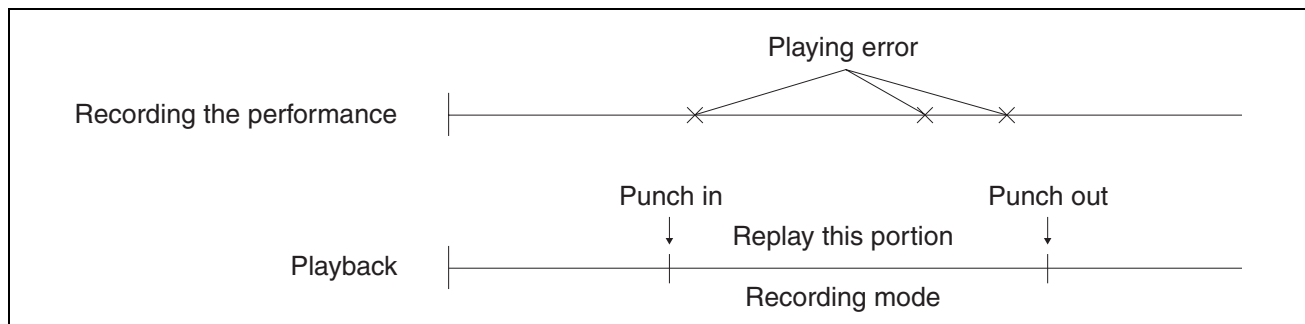 Playing error
Recording the performance
Punch in
Punch out
Replay this portion
Playback
Recording mode